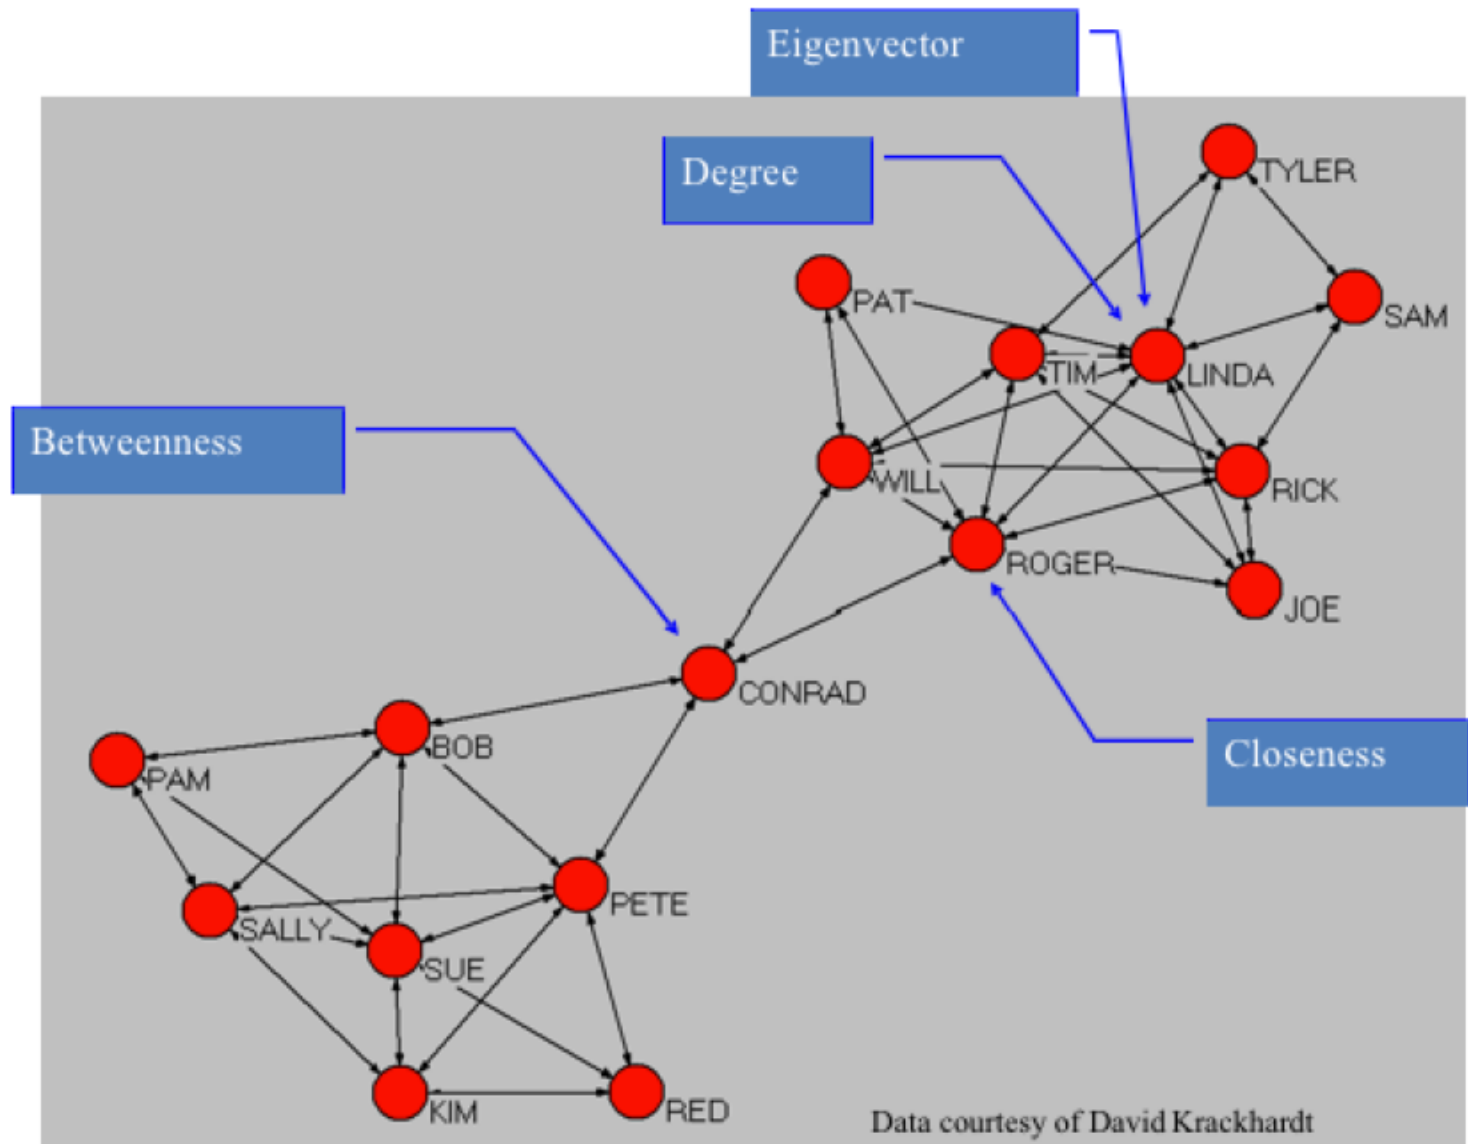 Eigenvector
Degree
TYLER
PAT
SAM
TIM
LINDA
Betweenness
WILL
RICK
ROGER
JOE
CONRAD
BOB
Closeness
PAM
PETE
SALLY
SUE
KIM
RED
Data courtesy of David Krackhardt